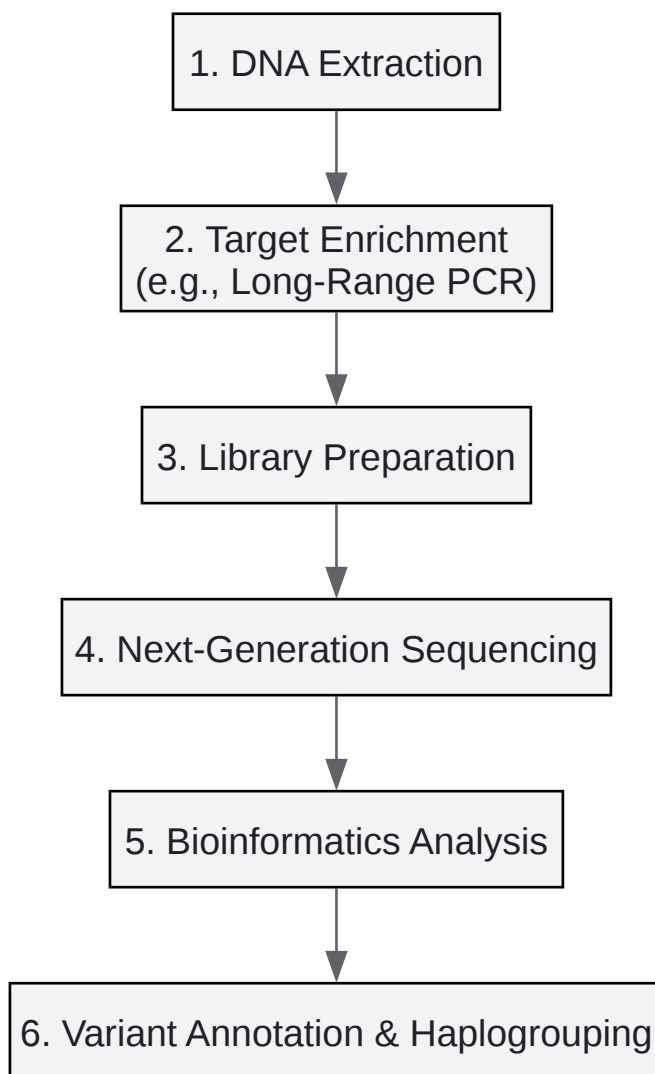 1. DNA Extraction
2. Target Enrichment
(e.g., Long-Range PCR)
3. Library Preparation
4. Next-Generation Sequencing
5. Bioinformatics Analysis
6. Variant Annotation & Haplogrouping